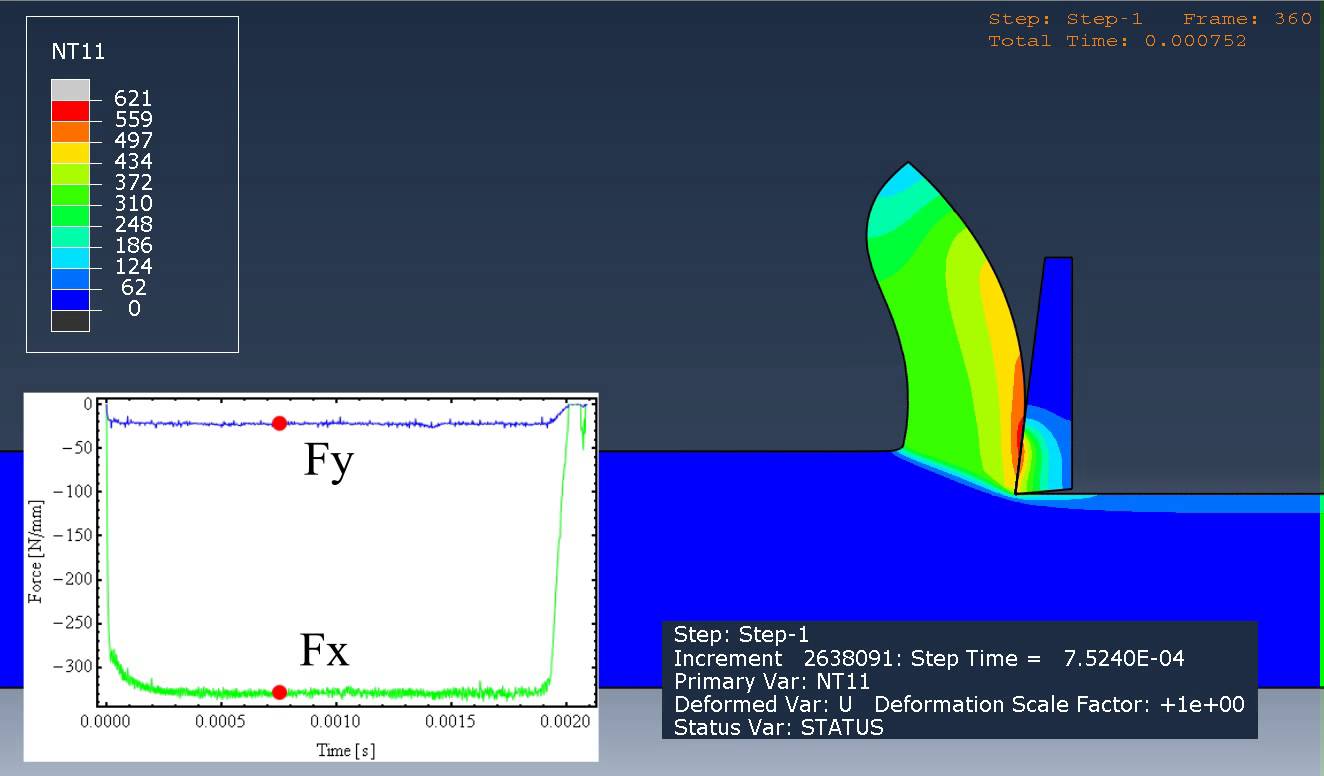 Step: Step-1 Frame: 360
Total Time: 0.000752
NT11
621
559
497
434
372
310
248
186
124
62
0
0
−50
−100
−150
−200
−250
−300
Force [N/mm]
Fy
Fx
0.0000 0.0005 0.0010 0.0015 0.0020
Time [s]
Step: Step-1
Increment 2638091: Step Time = 7.5240E-04
Primary Var: NT11
Deformed Var: U Deformation Scale Factor: +1e+00
Status Var: STATUS